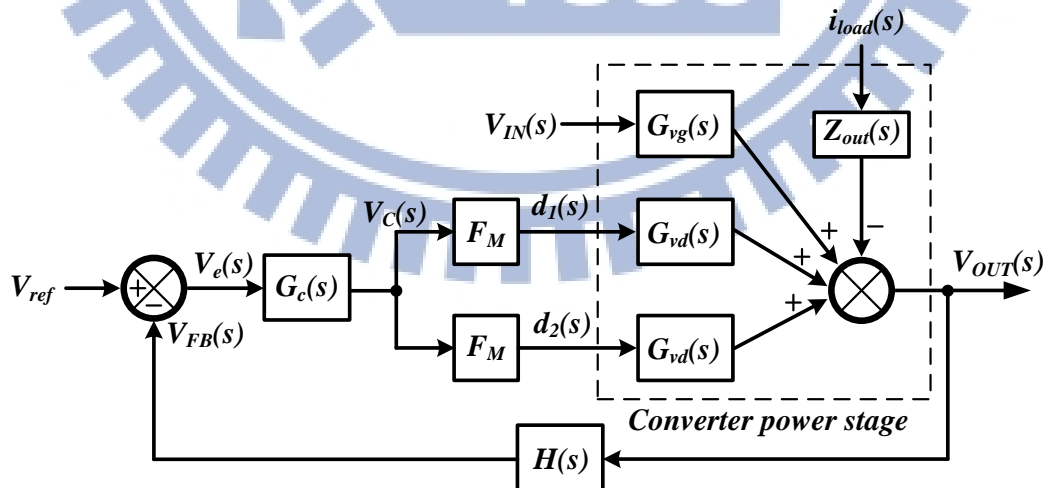 i_load(s)
V_IN(s)
G_vg(s)
Z_out(s)
V_C(s)
F_M
d_1(s)
G_vd(s)
+
−
+
V_OUT(s)
V_ref
+
−
V_e(s)
G_c(s)
+
V_FB(s)
F_M
d_2(s)
G_vd(s)
Converter power stage
H(s)